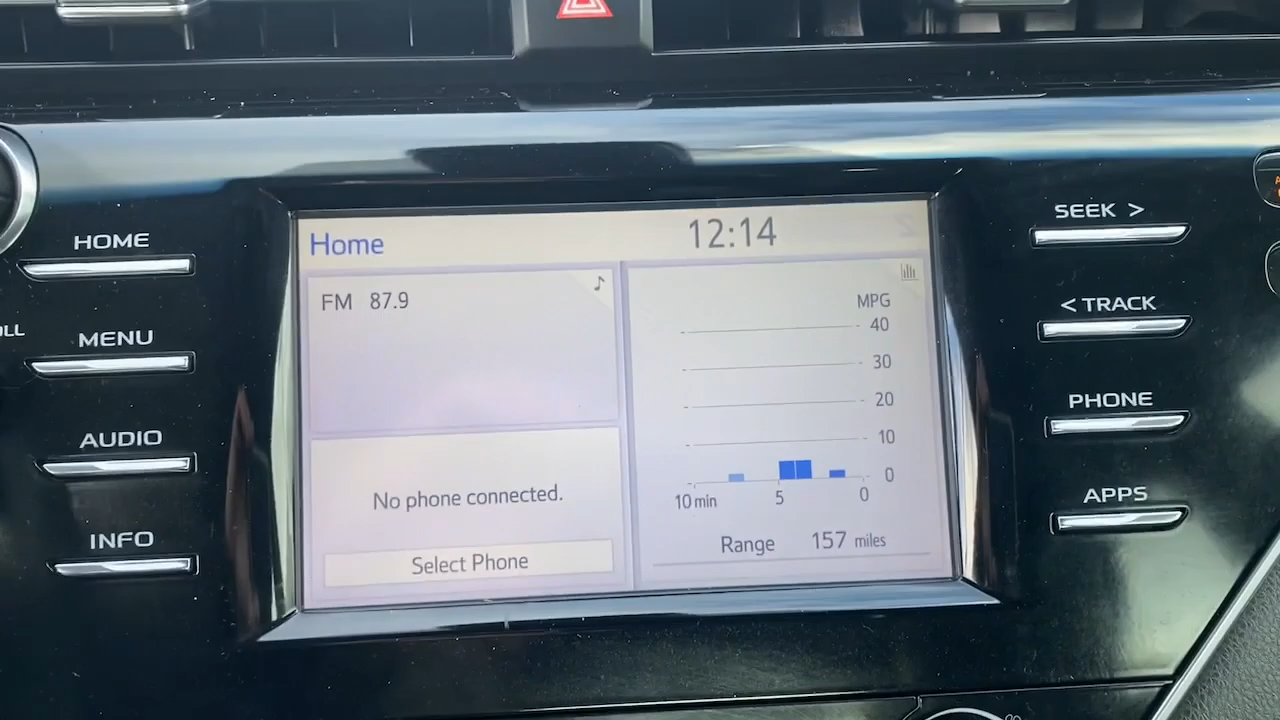 HOME
MENU
AUDIO
INFO
Home
12:14
FM 87.9
No phone connected.
Select Phone
MPG
40
30
20
10
0
10 min 5 0
Range 157 miles
SEEK >
< TRACK
PHONE
APPS